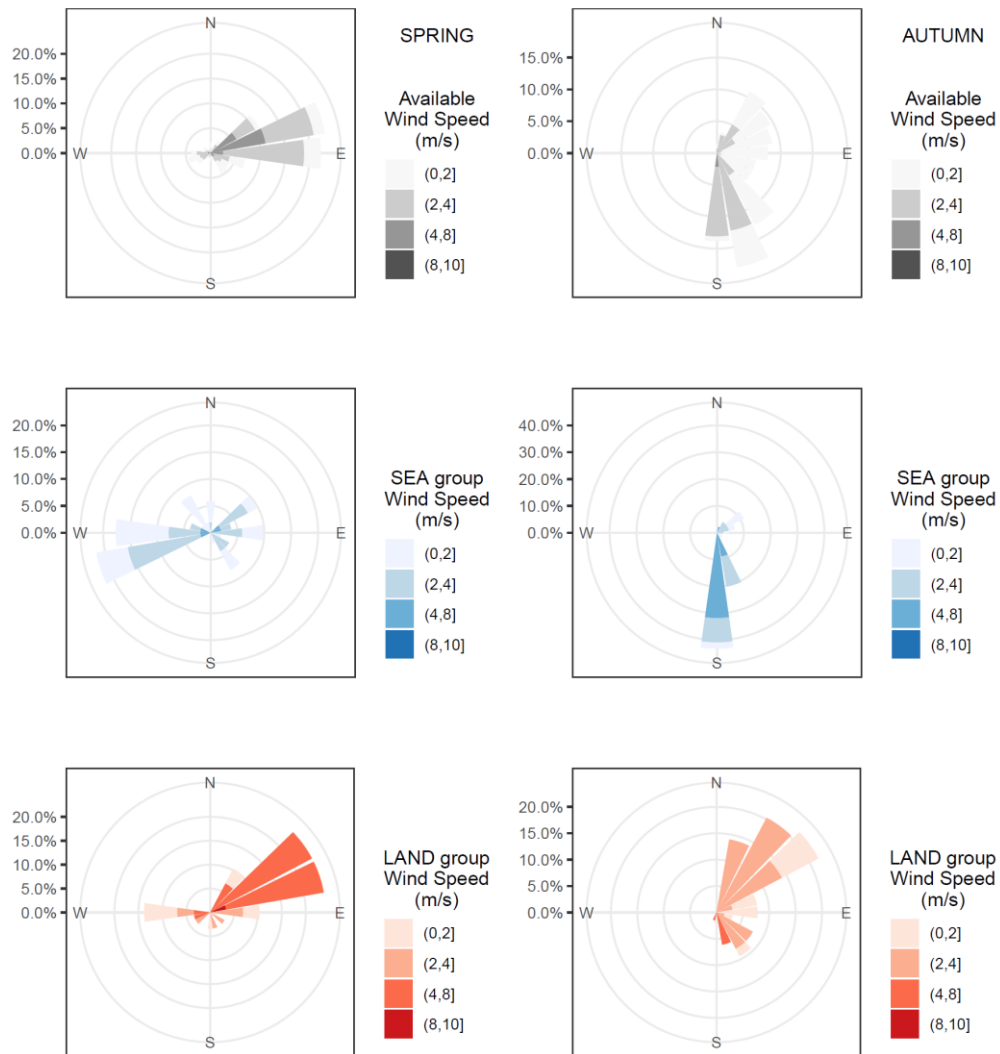 N
20.0%
15.0%
10.0%
5.0%
0.0%
W
E
S
SPRING
Available
Wind Speed
(m/s)
(0,2]
(2,4]
(4,8]
(8,10]
N
15.0%
10.0%
5.0%
0.0%
W
E
S
AUTUMN
Available
Wind Speed
(m/s)
(0,2]
(2,4]
(4,8]
(8,10]
N
20.0%
15.0%
10.0%
5.0%
0.0%
W
E
S
SEA group
Wind Speed
(m/s)
(0,2]
(2,4]
(4,8]
(8,10]
N
40.0%
30.0%
20.0%
10.0%
0.0%
W
E
S
SEA group
Wind Speed
(m/s)
(0,2]
(2,4]
(4,8]
(8,10]
N
20.0%
15.0%
10.0%
5.0%
0.0%
W
E
S
LAND group
Wind Speed
(m/s)
(0,2]
(2,4]
(4,8]
(8,10]
N
20.0%
15.0%
10.0%
5.0%
0.0%
W
E
S
LAND group
Wind Speed
(m/s)
(0,2]
(2,4]
(4,8]
(8,10]